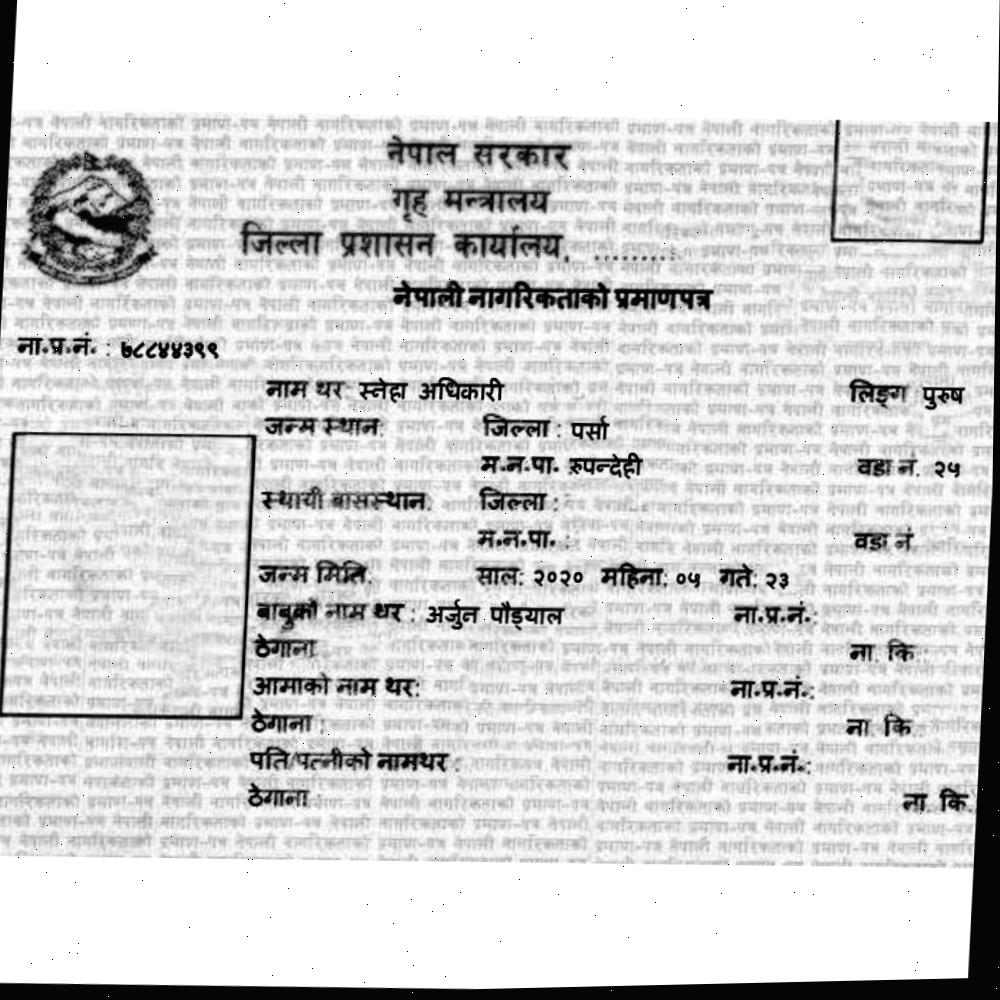 नेपाल सरकार
गृह मन्त्रालय
जिल्ला प्रशासन कार्यालय, .........
नेपाली नागरिकताको प्रमाणपत्र
ना.प्र.नं. : ७८८४४३९९
नाम थर स्नेहा अधिकारी लिङ्ग पुरुष
जन्म स्थान: जिल्ला : पर्सा
म.न.पा. रुपन्देही वडा नं. २५
स्थायी बासस्थान: जिल्ला :
म.न.पा. : वडा नं
जन्म मिति: साल: २०२० महिना: ०५ गते: २३
बाबुको नाम थर : अर्जुन पौड्याल ना.प्र.नं.:
ठेगाना ना. कि.
आमाको नाम थर: ना.प्र.नं.:
ठेगाना : ना. कि.
पति/पत्नीको नामथर : ना.प्र.नं.:
ठेगाना ना. कि.